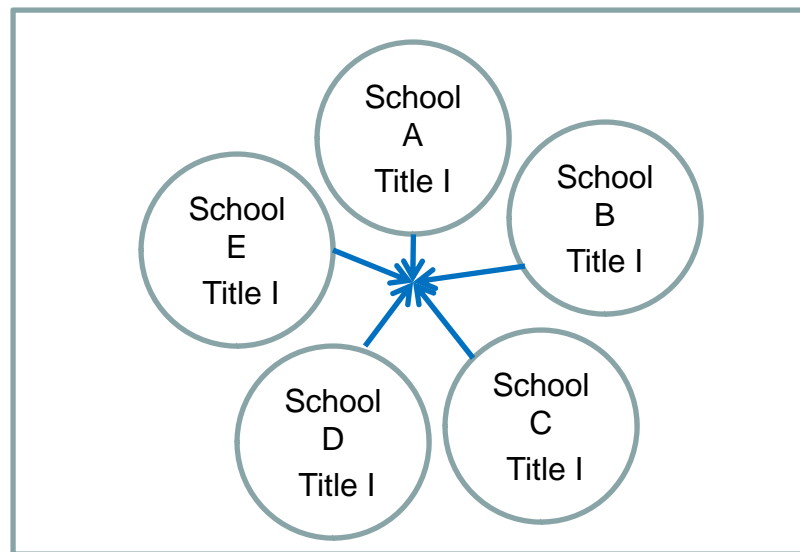 School
A
Title I
School
B
Title I
School
E
Title I
School
D
Title I
School
C
Title I